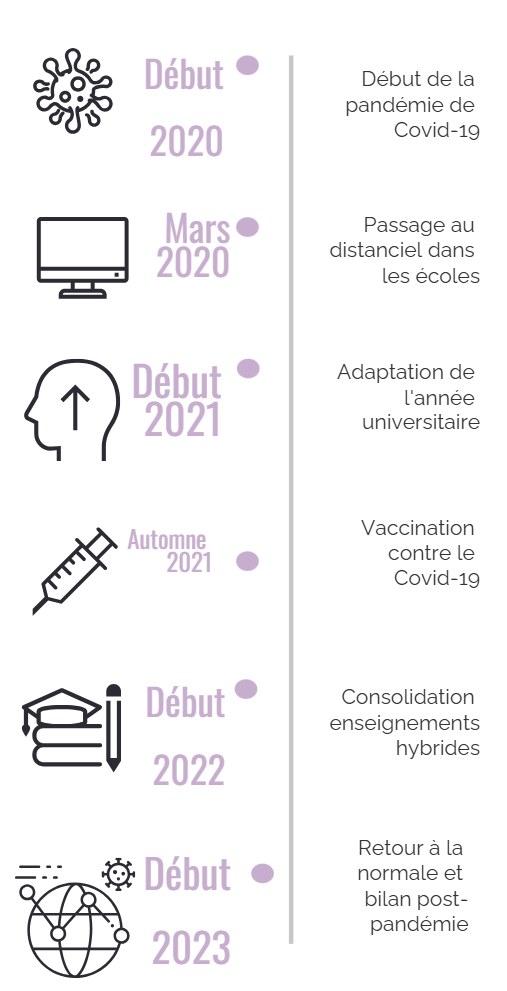 Début
2020
Début de la
pandémie de
Covid-19
Mars
2020
Passage au
distanciel dans
les écoles
Début
2021
Adaptation de
l'année
universitaire
Automne
2021
Vaccination
contre le
Covid-19
Début
2022
Consolidation
enseignements
hybrides
Début
2023
Retour à la
normale et
bilan post-
pandémie